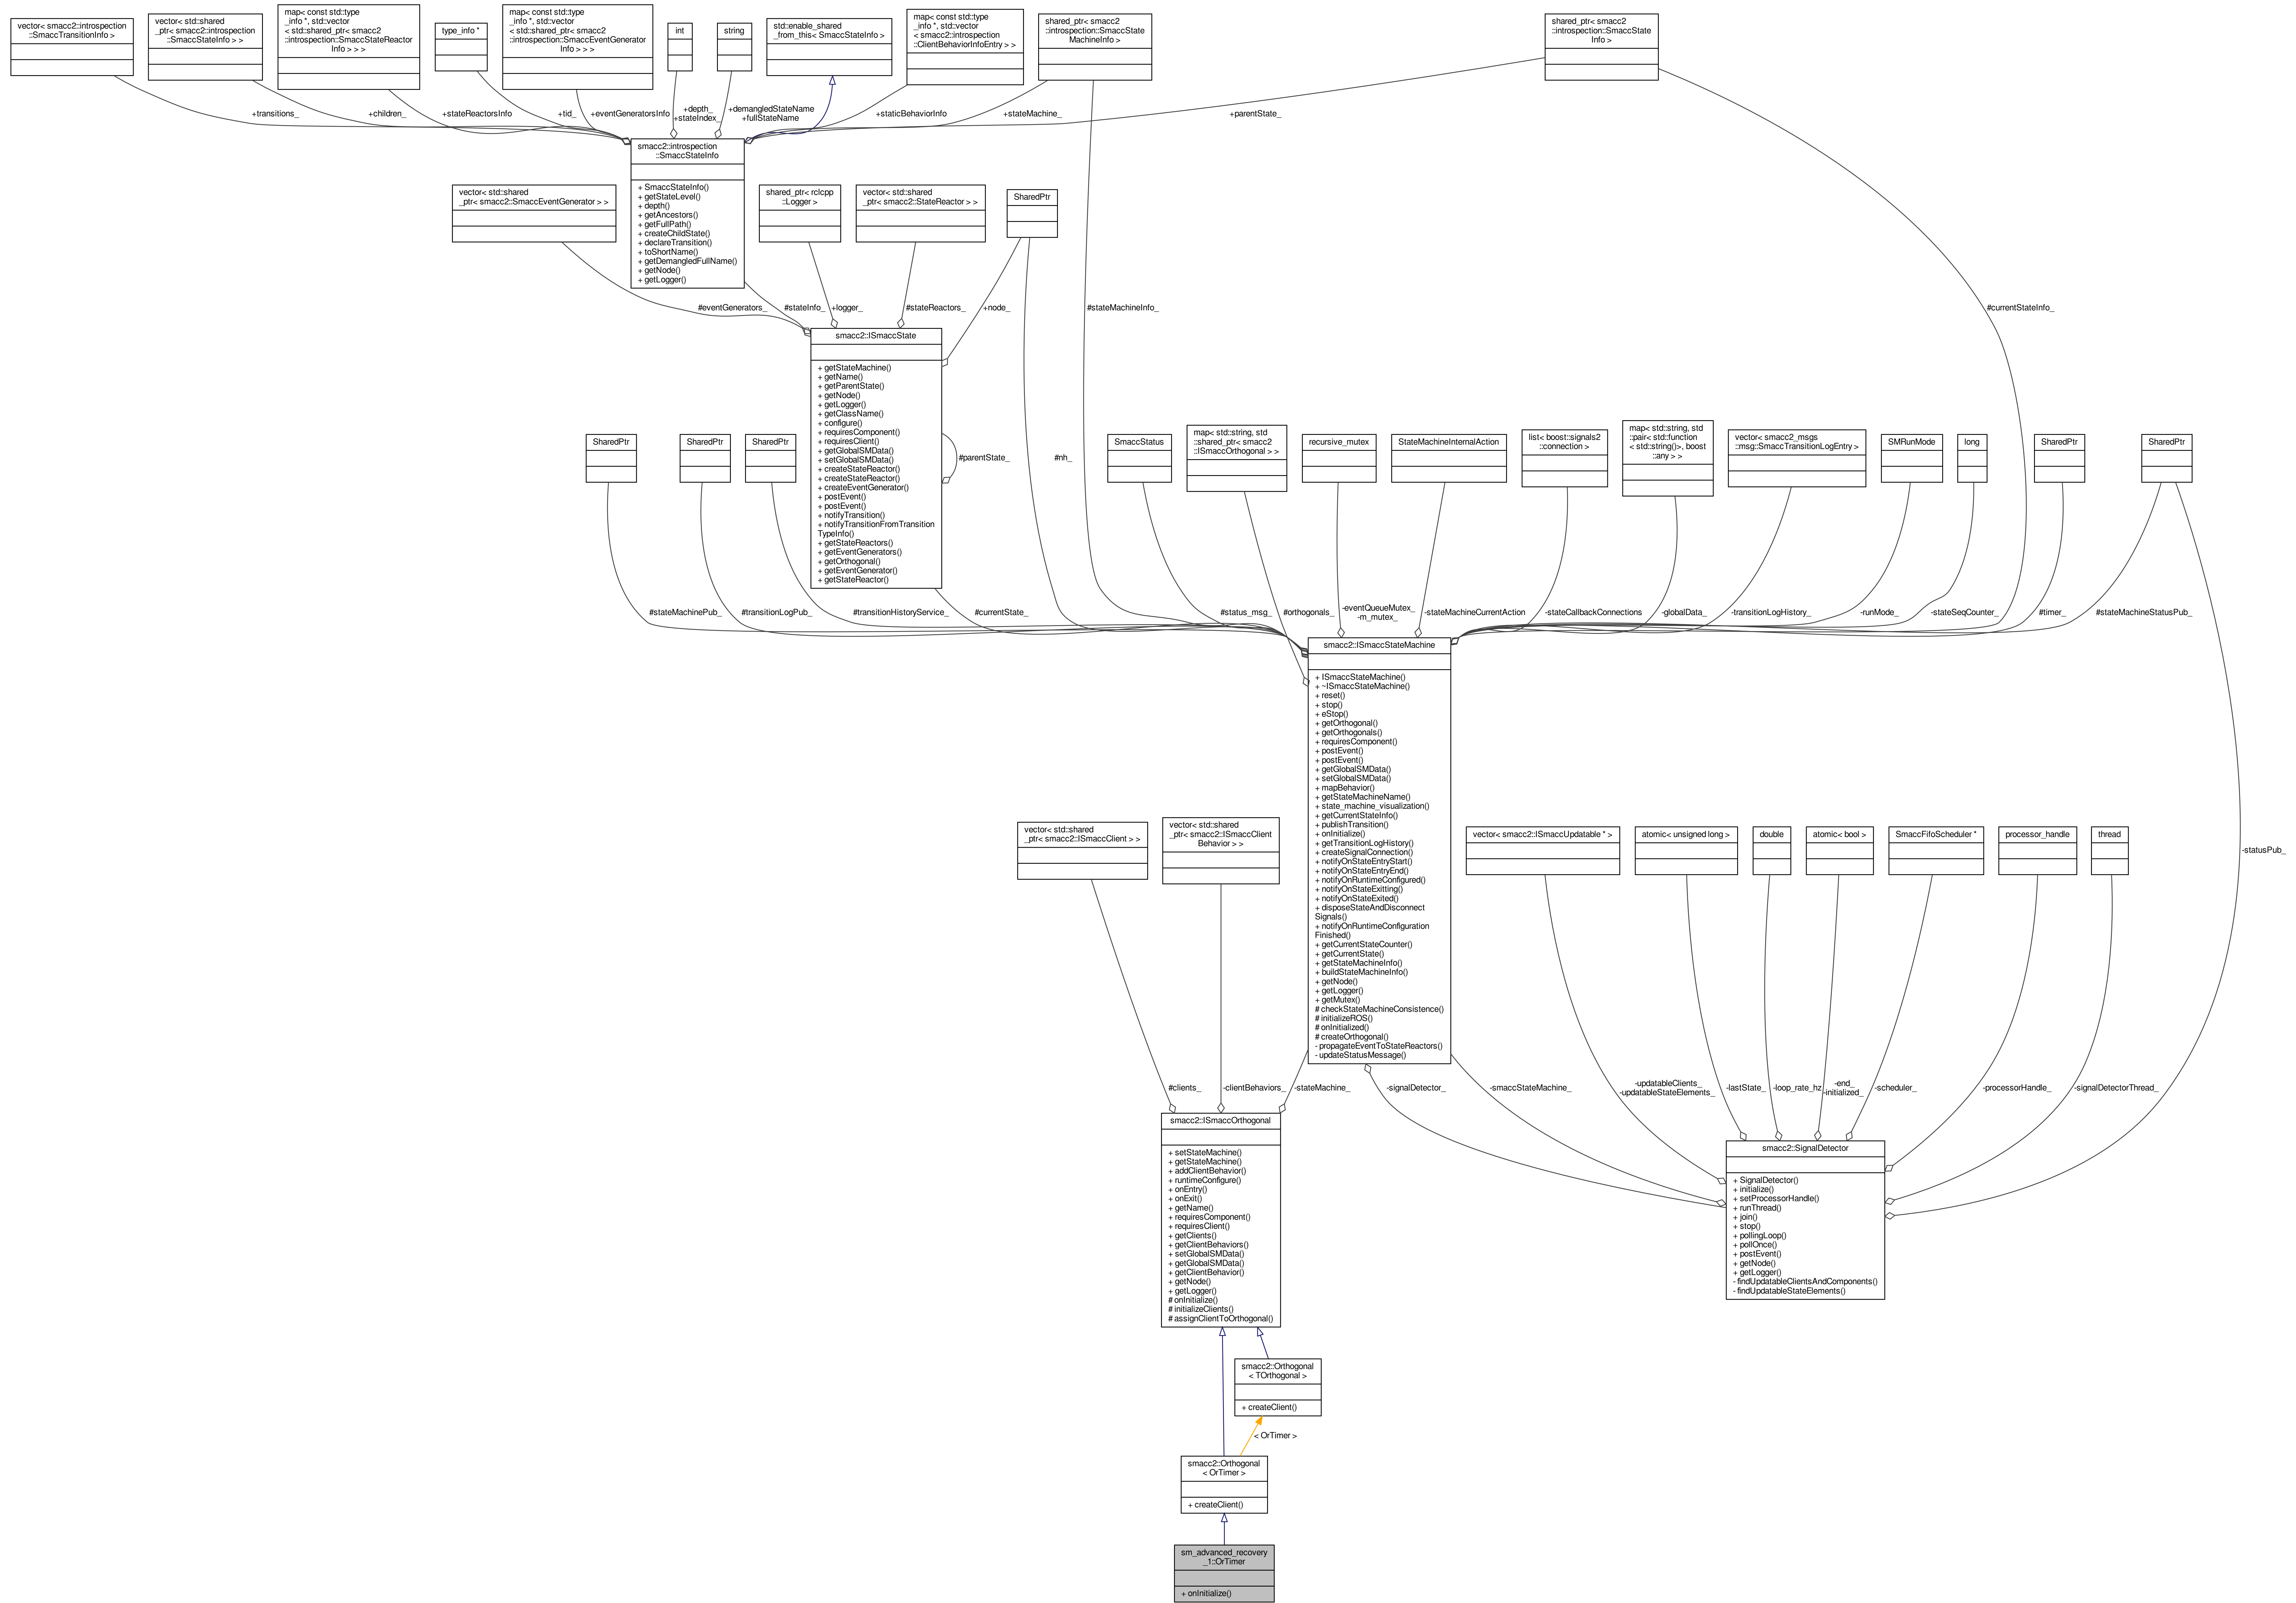 vector< smacc2::introspection
::SmaccTransitionInfo >
vector< std::shared
_ptr< smacc2::introspection
::SmaccStateInfo > >
map< const std::type
_info *, std::vector
< std::shared_ptr< smacc2
::introspection::SmaccStateReactor
Info > > >
type_info *
map< const std::type
_info *, std::vector
< std::shared_ptr< smacc2
::introspection::SmaccEventGenerator
Info > > >
int
string
std::enable_shared
_from_this< SmaccStateInfo >
map< const std::type
_info *, std::vector
< smacc2::introspection
::ClientBehaviorInfoEntry > >
shared_ptr< smacc2
::introspection::SmaccState
MachineInfo >
shared_ptr< smacc2
::introspection::SmaccState
Info >
+transitions_
+children_
+stateReactorsInfo
+tid_
+eventGeneratorsInfo
+depth_
+stateIndex_
+demangledStateName
+fullStateName
+staticBehaviorInfo
+stateMachine_
+parentState_
smacc2::introspection
::SmaccStateInfo
+ SmaccStateInfo()
+ getStateLevel()
+ depth()
+ getAncestors()
+ getFullPath()
+ createChildState()
+ declareTransition()
+ toShortName()
+ getDemangledFullName()
+ getNode()
+ getLogger()
vector< std::shared
_ptr< smacc2::SmaccEventGenerator > >
shared_ptr< rclcpp
::Logger >
vector< std::shared
_ptr< smacc2::StateReactor > >
SharedPtr
#eventGenerators_
#stateInfo_
+logger_
#stateReactors_
+node_
#stateMachineInfo_
#currentStateInfo_
smacc2::ISmaccState
+ getStateMachine()
+ getName()
+ getParentState()
+ getNode()
+ getLogger()
+ getClassName()
+ configure()
+ requiresComponent()
+ requiresClient()
+ getGlobalSMData()
+ setGlobalSMData()
+ createStateReactor()
+ createStateReactor()
+ createEventGenerator()
+ postEvent()
+ postEvent()
+ notifyTransition()
+ notifyTransitionFromTransition
TypeInfo()
+ getStateReactors()
+ getEventGenerators()
+ getOrthogonal()
+ getEventGenerator()
+ getStateReactor()
#parentState_
#nh_
SharedPtr
SharedPtr
SharedPtr
SmaccStatus
map< std::string, std
::shared_ptr< smacc2
::ISmaccOrthogonal > >
recursive_mutex
StateMachineInternalAction
list< boost::signals2
::connection >
map< std::string, std
::pair< std::function
< std::string()>, boost
::any > >
vector< smacc2_msgs
::msg::SmaccTransitionLogEntry >
SMRunMode
long
SharedPtr
SharedPtr
#stateMachinePub_
#transitionLogPub_
#transitionHistoryService_
#currentState_
#status_msg_
#orthogonals_
-eventQueueMutex_
-m_mutex_
-stateMachineCurrentAction
-stateCallbackConnections
-globalData_
-transitionLogHistory_
-runMode_
-stateSeqCounter_
#timer_
#stateMachineStatusPub_
smacc2::ISmaccStateMachine
+ ISmaccStateMachine()
+ ~ISmaccStateMachine()
+ reset()
+ stop()
+ eStop()
+ getOrthogonal()
+ getOrthogonals()
+ requiresComponent()
+ postEvent()
+ postEvent()
+ getGlobalSMData()
+ setGlobalSMData()
+ mapBehavior()
+ getStateMachineName()
+ state_machine_visualization()
+ getCurrentStateInfo()
+ publishTransition()
+ onInitialize()
+ getTransitionLogHistory()
+ createSignalConnection()
+ notifyOnStateEntryStart()
+ notifyOnStateEntryEnd()
+ notifyOnRuntimeConfigured()
+ notifyOnStateExitting()
+ notifyOnStateExited()
+ disposeStateAndDisconnect
Signals()
+ notifyOnRuntimeConfiguration
Finished()
+ getCurrentStateCounter()
+ getCurrentState()
+ getStateMachineInfo()
+ buildStateMachineInfo()
+ getNode()
+ getLogger()
+ getMutex()
# checkStateMachineConsistence()
# initializeROS()
# onInitialized()
# createOrthogonal()
- propagateEventToStateReactors()
- updateStatusMessage()
vector< std::shared
_ptr< smacc2::ISmaccClient > >
vector< std::shared
_ptr< smacc2::ISmaccClient
Behavior > >
vector< smacc2::ISmaccUpdatable * >
atomic< unsigned long >
double
atomic< bool >
SmaccFifoScheduler *
processor_handle
thread
-statusPub_
#clients_
-clientBehaviors_
-stateMachine_
-signalDetector_
-smaccStateMachine_
-updatableClients_
-updatableStateElements_
-lastState_
-loop_rate_hz
-end_
-initialized_
-scheduler_
-processorHandle_
-signalDetectorThread_
smacc2::ISmaccOrthogonal
+ setStateMachine()
+ getStateMachine()
+ addClientBehavior()
+ runtimeConfigure()
+ onEntry()
+ onExit()
+ getName()
+ requiresComponent()
+ requiresClient()
+ getClients()
+ getClientBehaviors()
+ setGlobalSMData()
+ getGlobalSMData()
+ getClientBehavior()
+ getNode()
+ getLogger()
# onInitialize()
# initializeClients()
# assignClientToOrthogonal()
smacc2::SignalDetector
+ SignalDetector()
+ initialize()
+ setProcessorHandle()
+ runThread()
+ join()
+ stop()
+ pollingLoop()
+ pollOnce()
+ postEvent()
+ getNode()
+ getLogger()
- findUpdatableClientsAndComponents()
- findUpdatableStateElements()
smacc2::Orthogonal
< TOrthogonal >
+ createClient()
< OrTimer >
smacc2::Orthogonal
< OrTimer >
+ createClient()
sm_advanced_recovery
_1::OrTimer
+ onInitialize()